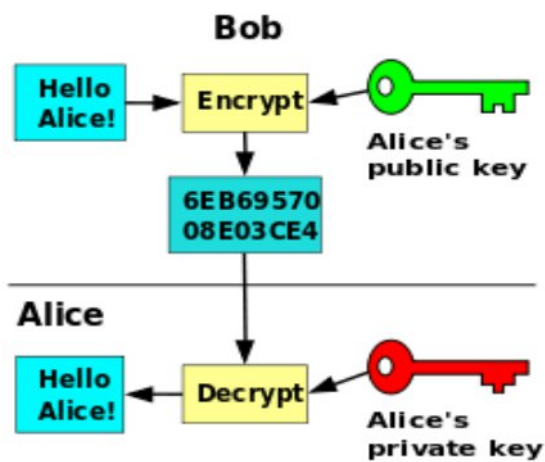 Bob
Hello
Alice!
Encrypt
Alice's
public key
6EB69570
08E03CE4
Alice
Hello
Alice!
Decrypt
Alice's
private key